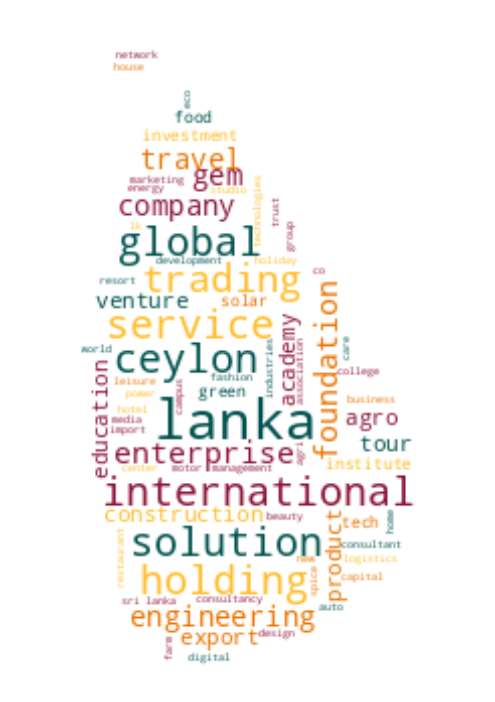 network
house
eco
food
investment
travel
gem
marketing
energy
studio
technologies
company
trust
lk
group
global
development
holiday
co
resort
trading
venture
solar
service
foundation
academy
world
care
ceylon
industries
association
college
education
leisure
fashion
campus
green
power
business
hotel
lanka
media
agro
import
tour
enterprise
agri
center
motor
management
institute
international
construction
beauty
product
tech
home
solution
consultant
restaurant
new
logistics
holding
spice
capital
sri lanka
consultancy
auto
engineering
export
design
farm
digital